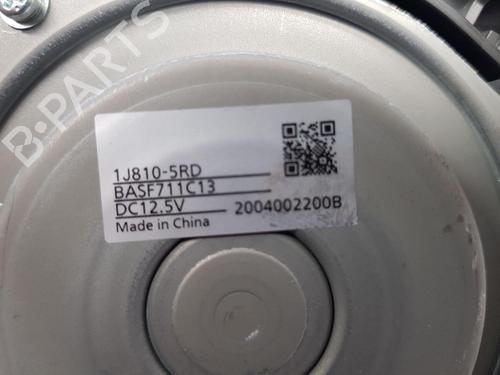 B-PARTS
1J810-5RD
BASF711C13
DC12.5V 2004002200B
Made in China